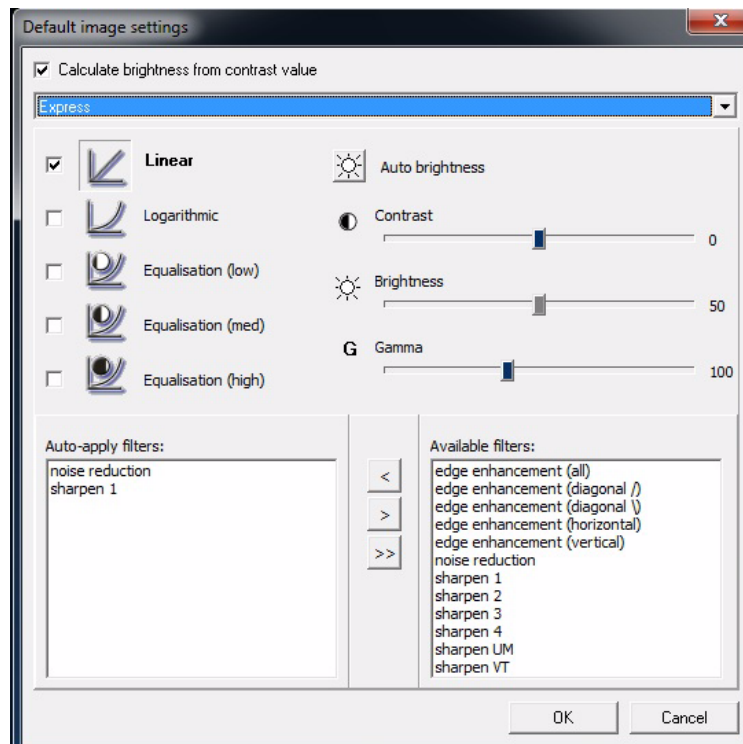 Default image settings
Calculate brightness from contrast value
Express
Linear
Logarithmic
Equalisation (low)
Equalisation (med)
Equalisation (high)
Auto brightness
Contrast
0
Brightness
50
G Gamma
100
Auto-apply filters:
noise reduction
sharpen 1
<
>
>>
Available filters:
edge enhancement (all)
edge enhancement (diagonal /)
edge enhancement (diagonal \)
edge enhancement (horizontal)
edge enhancement (vertical)
noise reduction
sharpen 1
sharpen 2
sharpen 3
sharpen 4
sharpen UM
sharpen VT
OK
Cancel